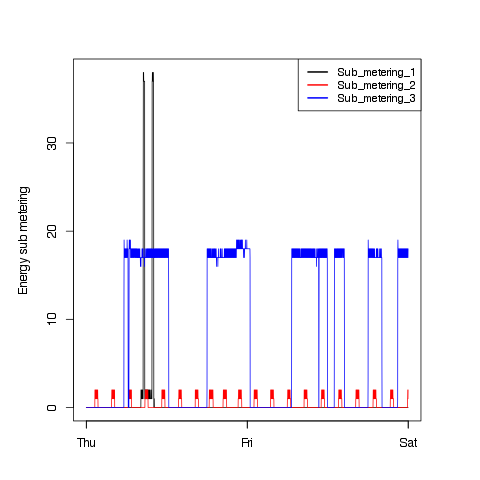 Sub_metering_1
Sub_metering_2
Sub_metering_3
Energy sub metering
30
20
10
0
Thu Fri Sat